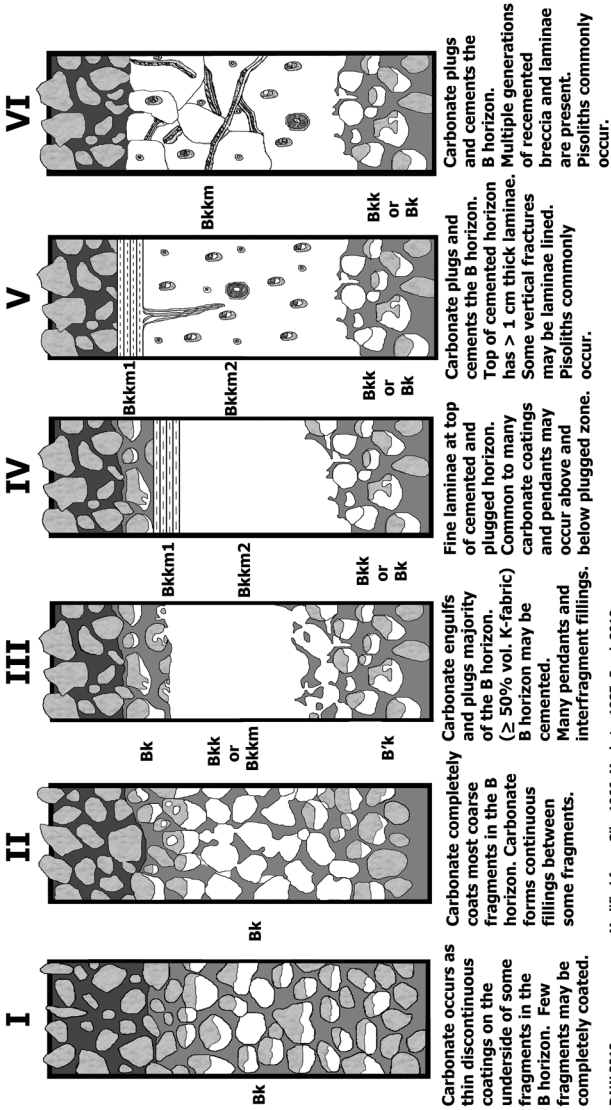 I
II
III
IV
V
VI
Bk
Bk
Bk
Bkk
or
Bkkm
B'k
Bkkm1
Bkkm2
Bkk
or
Bk
Bkkm1
Bkkm2
Bkk
or
Bk
Bkkm
Bkk
or
Bk
Carbonate occurs as
thin discontinuous
coatings on the
underside of some
fragments in the
B horizon. Few
fragments may be
completely coated.
Carbonate completely
coats most coarse
fragments in the B
horizon. Carbonate
forms continuous
fillings between
some fragments.
Carbonate engulfs
and plugs majority
of the B horizon.
(≥ 50% vol. K-fabric)
B horizon may be
cemented.
Many pendants and
interfragment fillings.
Fine laminae at top
of cemented and
plugged horizon.
Common to many
carbonate coatings
and pendants may
occur above and
below plugged zone.
Carbonate plugs and
cements the B horizon.
Top of cemented horizon
has > 1 cm thick laminae.
Some vertical fractures
may be laminae lined.
Pisoliths commonly
occur.
Carbonate plugs
and cements the
B horizon.
Multiple generations
of recemented
breccia and laminae
are present.
Pisoliths commonly
occur.